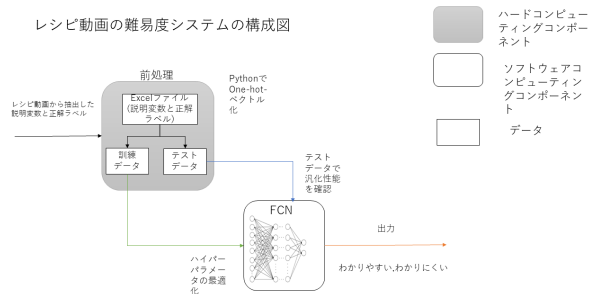 レシピ動画の難易度システムの構成図
ハードコンピュー
ティングコンポー
ネント
ソフトウェアコ
ンピューティン
グコンポーネン
ト
データ
前処理
Pythonで
One-hot-
ベクトル
化
レシピ動画から抽出した
説明変数と正解ラベル
Excelファイル
(説明変数と正解
ラベル)
訓練
データ
テスト
データ
テスト
データで
汎化性能
を確認
FCN
ハイパー
パラメー
タの最適
化
出力
わかりやすい,わかりにくい